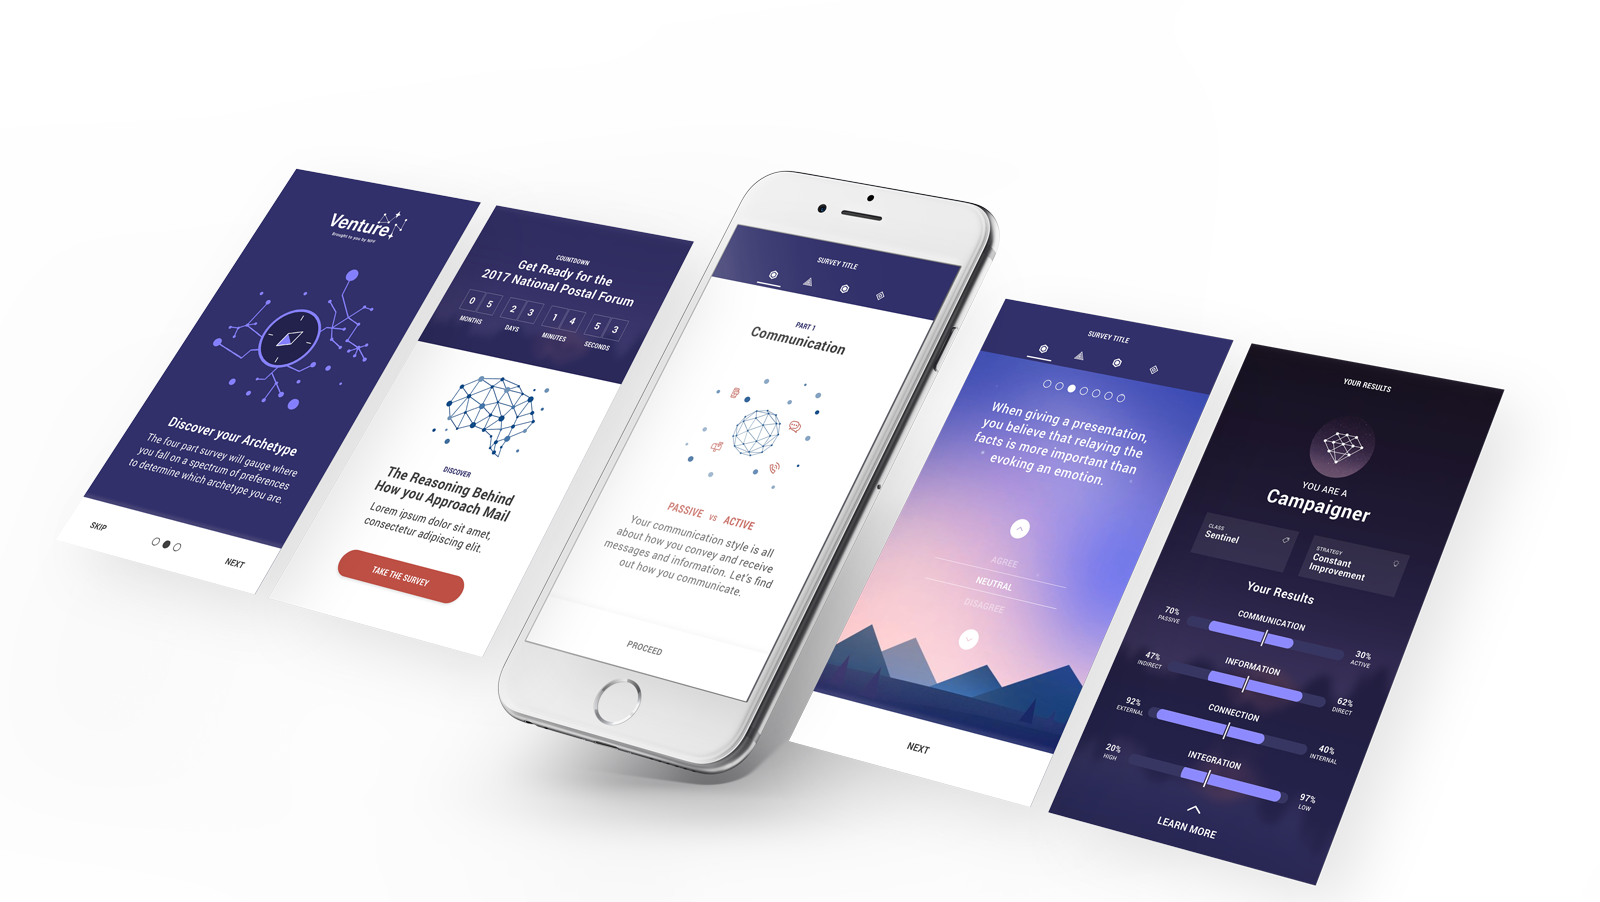 Venture
Brought to you by NPF
Discover your Archetype
The four part survey will gauge where
you fall on a spectrum of preferences
to determine which archetype you are.
SKIP
NEXT
COUNTDOWN
Get Ready for the
2017 National Postal Forum
0 5 2 3 1 4 5 3
MONTHS DAYS MINUTES SECONDS
DISCOVER
The Reasoning Behind
How you Approach Mail
Lorem ipsum dolor sit amet,
consectetur adipiscing elit.
TAKE THE SURVEY
SURVEY TITLE
PART 1
Communication
PASSIVE vs ACTIVE
Your communication style is all
about how you convey and receive
messages and information. Let's find
out how you communicate.
PROCEED
SURVEY TITLE
When giving a presentation,
you believe that relaying the
facts is more important than
evoking an emotion.
AGREE
NEUTRAL
DISAGREE
NEXT
YOUR RESULTS
YOU ARE A
Campaigner
CLASS
Sentinel
STRATEGY
Constant
Improvement
Your Results
COMMUNICATION
70%
PASSIVE
30%
ACTIVE
INFORMATION
47%
INDIRECT
62%
DIRECT
CONNECTION
92%
EXTERNAL
40%
INTERNAL
INTEGRATION
20%
HIGH
97%
LOW
LEARN MORE